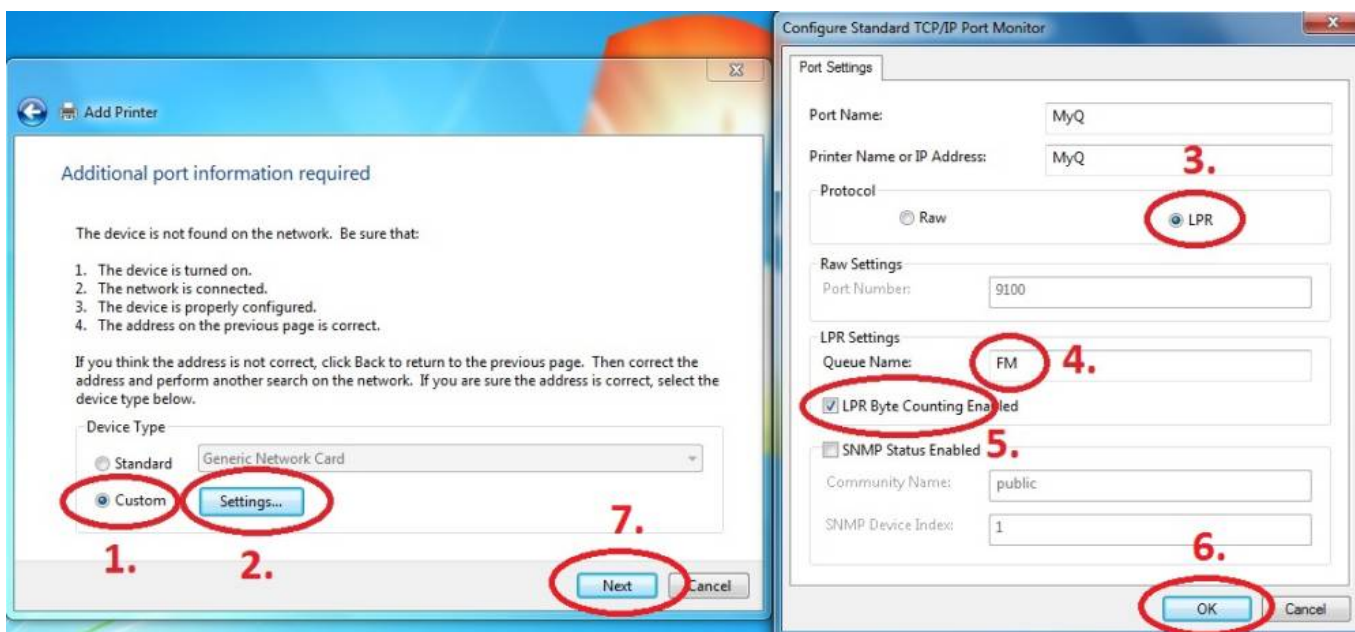 Add Printer
Additional port information required
The device is not found on the network. Be sure that:
1. The device is turned on.
2. The network is connected.
3. The device is properly configured.
4. The address on the previous page is correct.
If you think the address is not correct, click Back to return to the previous page. Then correct the
address and perform another search on the network. If you are sure the address is correct, select the
device type below.
Device Type
Standard Generic Network Card
Custom Settings...
1. 2. 7.
Next Cancel
Configure Standard TCP/IP Port Monitor
Port Settings
Port Name: MyQ
Printer Name or IP Address: MyQ
3.
Protocol
Raw LPR
Raw Settings
Port Number: 9100
LPR Settings
Queue Name: FM 4.
LPR Byte Counting Enabled
5.
SNMP Status Enabled
Community Name: public
SNMP Device Index: 1
6.
OK Cancel